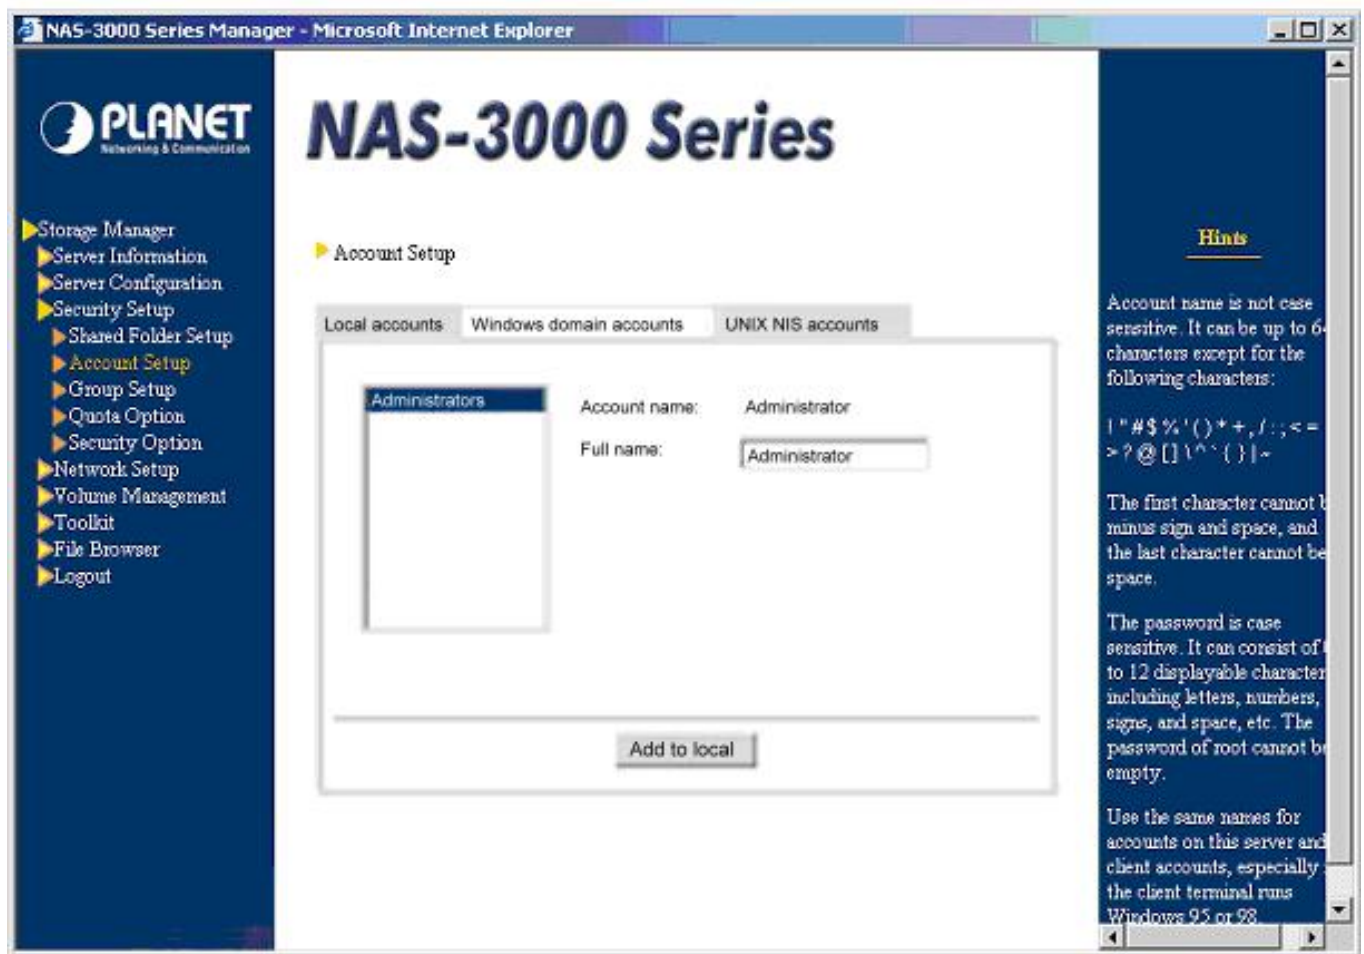 NAS-3000 Series Manager - Microsoft Internet Explorer
PLANET
Networking & Communication
NAS-3000 Series
Storage Manager
Server Information
Server Configuration
Security Setup
Shared Folder Setup
Account Setup
Group Setup
Quota Option
Security Option
Network Setup
Volume Management
Toolkit
File Browser
Logout
Account Setup
Local accounts
Windows domain accounts
UNIX NIS accounts
Administrators
Account name:
Administrator
Full name:
Administrator
Add to local
Hints
Account name is not case
sensitive. It can be up to
characters except for the
following characters:
! " # $ % ' ( ) * + , / : ; < =
> ? @ [ ] \ ^ ` { } | ~
The first character cannot
minus sign and space, and
the last character cannot be
space.
The password is case
sensitive. It can consist of
to 12 displayable character
including letters, numbers,
signs, and space, etc. The
password of root cannot be
empty.
Use the same names for
accounts on this server and
client accounts, especially
the client terminal runs
Windows 95 or 98.